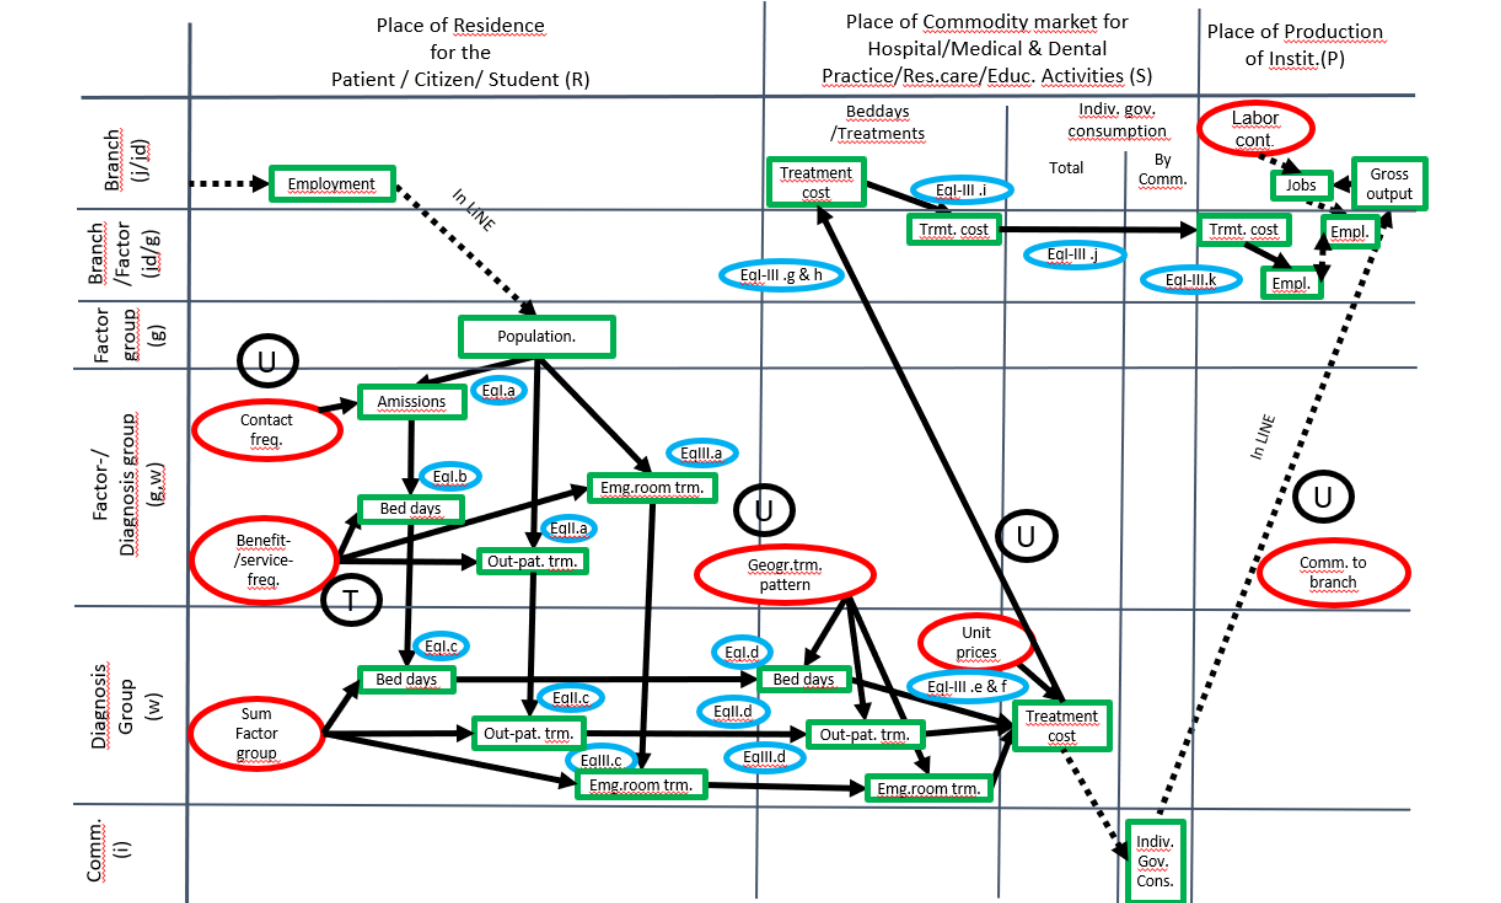 Place of Residence
for the
Patient / Citizen/ Student (R)
Place of Commodity market for
Hospital/Medical & Dental
Practice/Res.care/Educ. Activities (S)
Place of Production
of Instit.(P)
Beddays
/Treatments
Indiv. gov.
consumption
Total
By
Comm.
Branch
(j/jd)
Employment
In LINE
Treatment
cost
EqI-III .i
Labor
cont.
Jobs
Gross
output
Branch
/Factor
(id/g)
Trmt. cost
EqI-III .j
Trmt. cost
Empl.
EqI-III .g & h
EqI-III.k
Empl.
Factor
group
(g)
Population.
U
Factor-/
Diagnosis group
(g,w)
Amissions
EqI.a
Contact
freq.
EqIII.a
EqI.b
Emg.room trm.
Bed days
EqII.a
Benefit-
/service-
freq.
Out-pat. trm.
T
U
Geogr.trm.
pattern
U
In LINE
U
Comm. to
branch
Diagnosis
Group
(w)
EqI.c
Bed days
EqI.d
Bed days
Unit
prices
EqI-III .e & f
Sum
Factor
group
EqII.c
Out-pat. trm.
EqII.d
Out-pat. trm.
Treatment
cost
EqIII.c
Emg.room trm.
EqIII.d
Emg.room trm.
Comm.
(i)
Indiv.
Gov.
Cons.